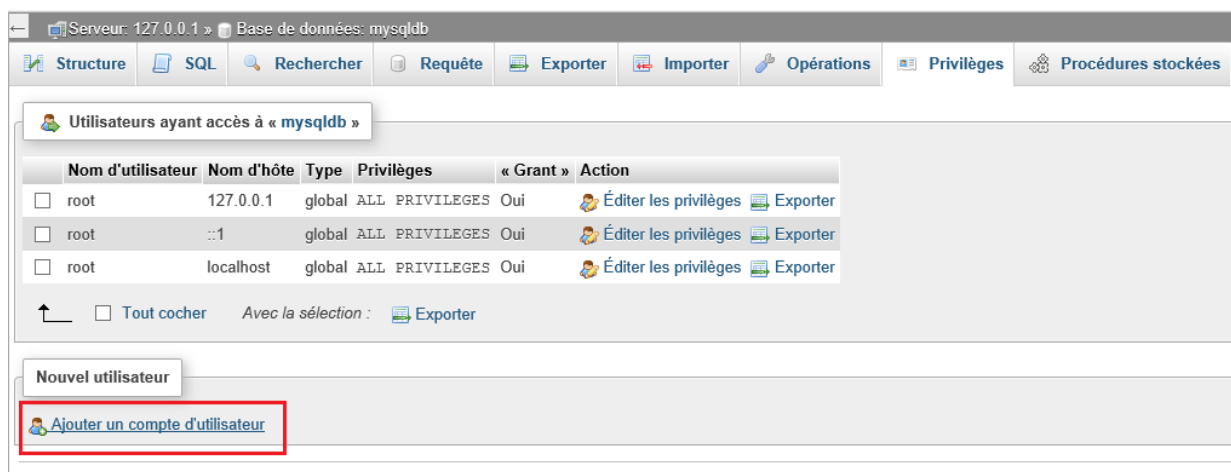 Serveur: 127.0.0.1 » Base de données: mysqldb
Structure SQL Rechercher Requête Exporter Importer Opérations Privilèges Procédures stockées
Utilisateurs ayant accès à « mysqldb »
Nom d'utilisateur Nom d'hôte Type Privilèges « Grant » Action
root 127.0.0.1 global ALL PRIVILEGES Oui Éditer les privilèges Exporter
root ::1 global ALL PRIVILEGES Oui Éditer les privilèges Exporter
root localhost global ALL PRIVILEGES Oui Éditer les privilèges Exporter
Tout cocher Avec la sélection : Exporter
Nouvel utilisateur
Ajouter un compte d'utilisateur